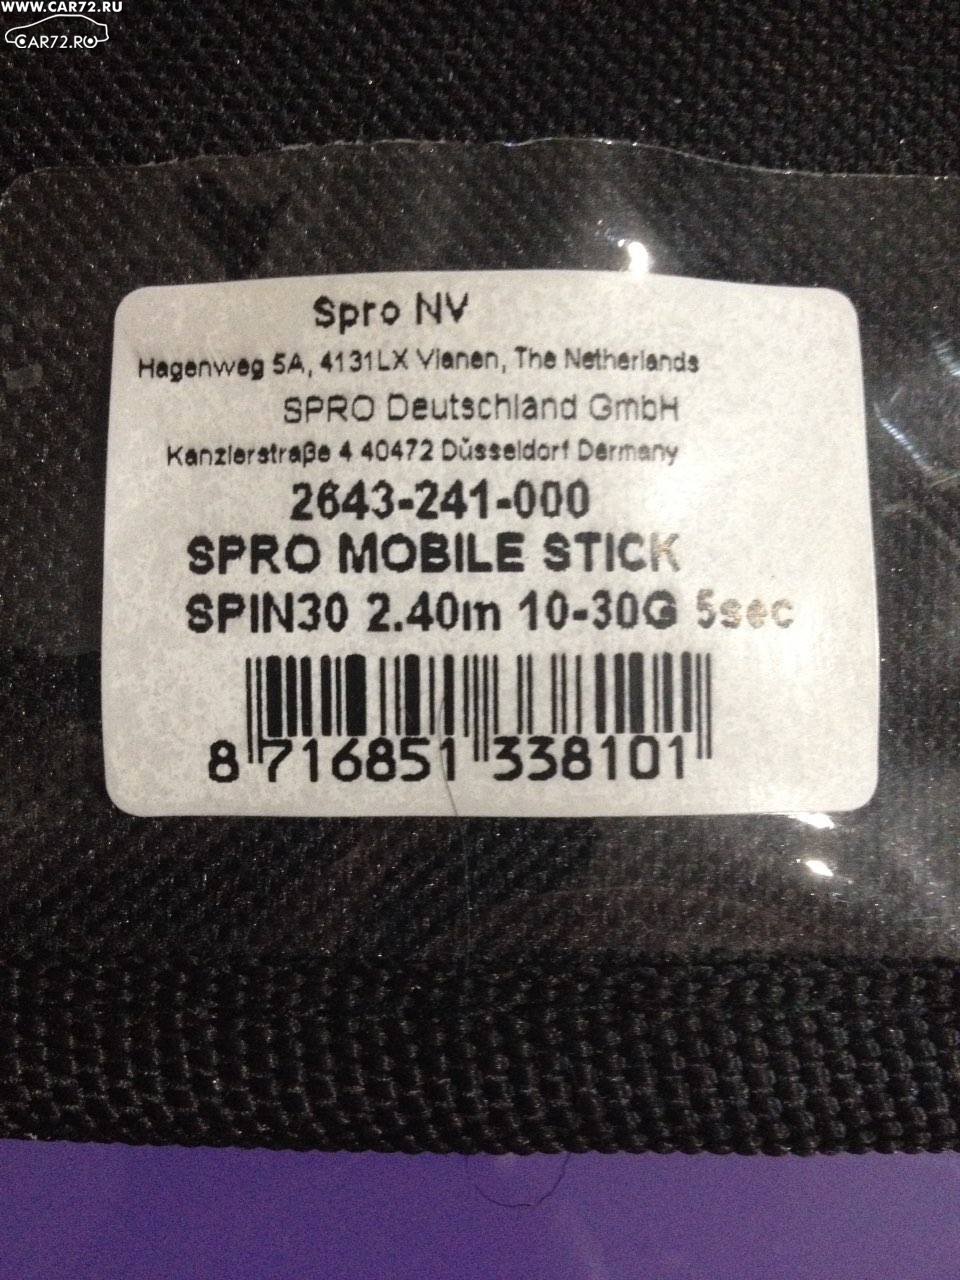 WWW.CAR72.RU
CAR72.RU
Spro NV
Hagenweg 5A, 4131LX Vianen, The Netherlands
SPRO Deutschland GmbH
Kanzlerstraße 4 40472 Düsseldorf Dermany
2643-241-000
SPRO MOBILE STICK
SPIN30 2.40m 10-30G 5sec
8 716851 338101